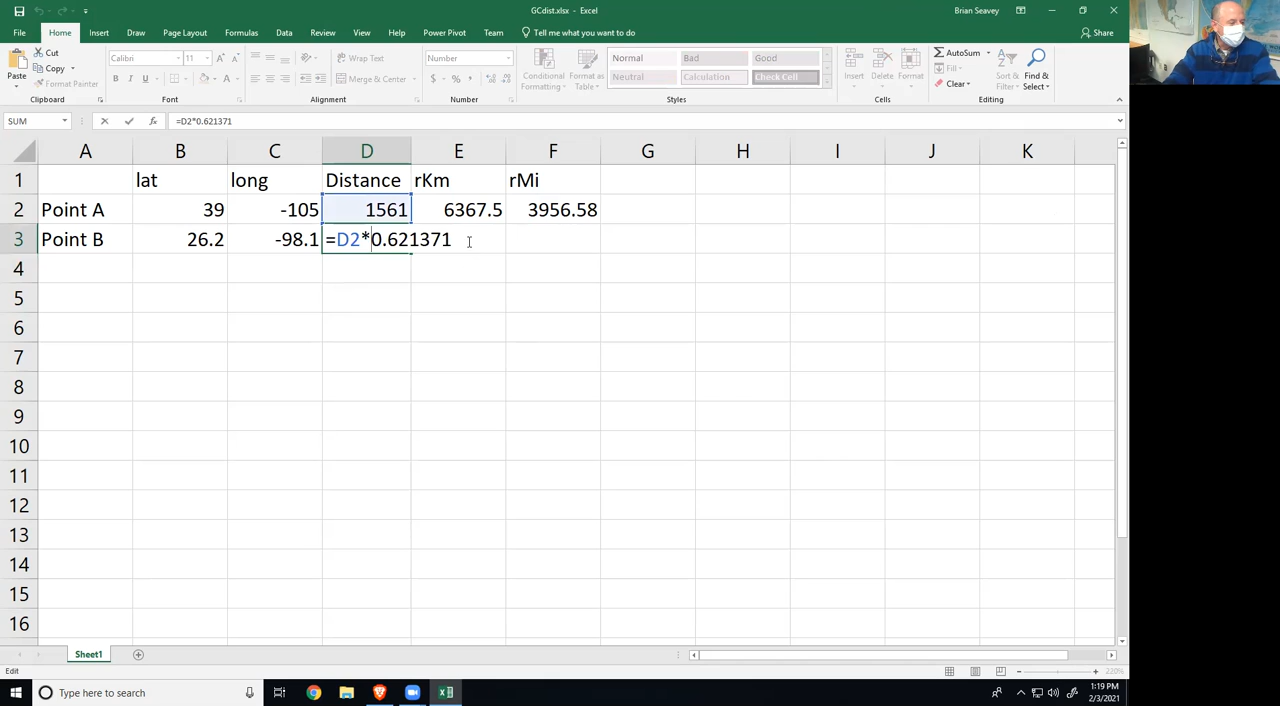 GCdist.xlsx - Excel
Brian Seavey
File Home Insert Draw Page Layout Formulas Data Review View Help Power Pivot Team Tell me what you want to do Share
Paste
Cut
Copy
Format Painter
Clipboard
Calibri 11
B I U
Font
Wrap Text
Merge & Center
Alignment
Number
Number
Conditional Formatting
Format as Table
Normal Bad Good
Neutral Calculation Check Cell
Styles
Insert Delete Format
Cells
AutoSum
Fill
Clear
Sort & Filter
Find & Select
Editing
SUM
fx
=D2*0.621371
A B C D E F G H I J K
1 lat long Distance rKm rMi
2 Point A 39 -105 1561 6367.5 3956.58
3 Point B 26.2 -98.1 =D2*0.621371
4
5
6
7
8
9
10
11
12
13
14
15
16
Sheet1
Edit
220%
Type here to search
1:19 PM
2/3/2021